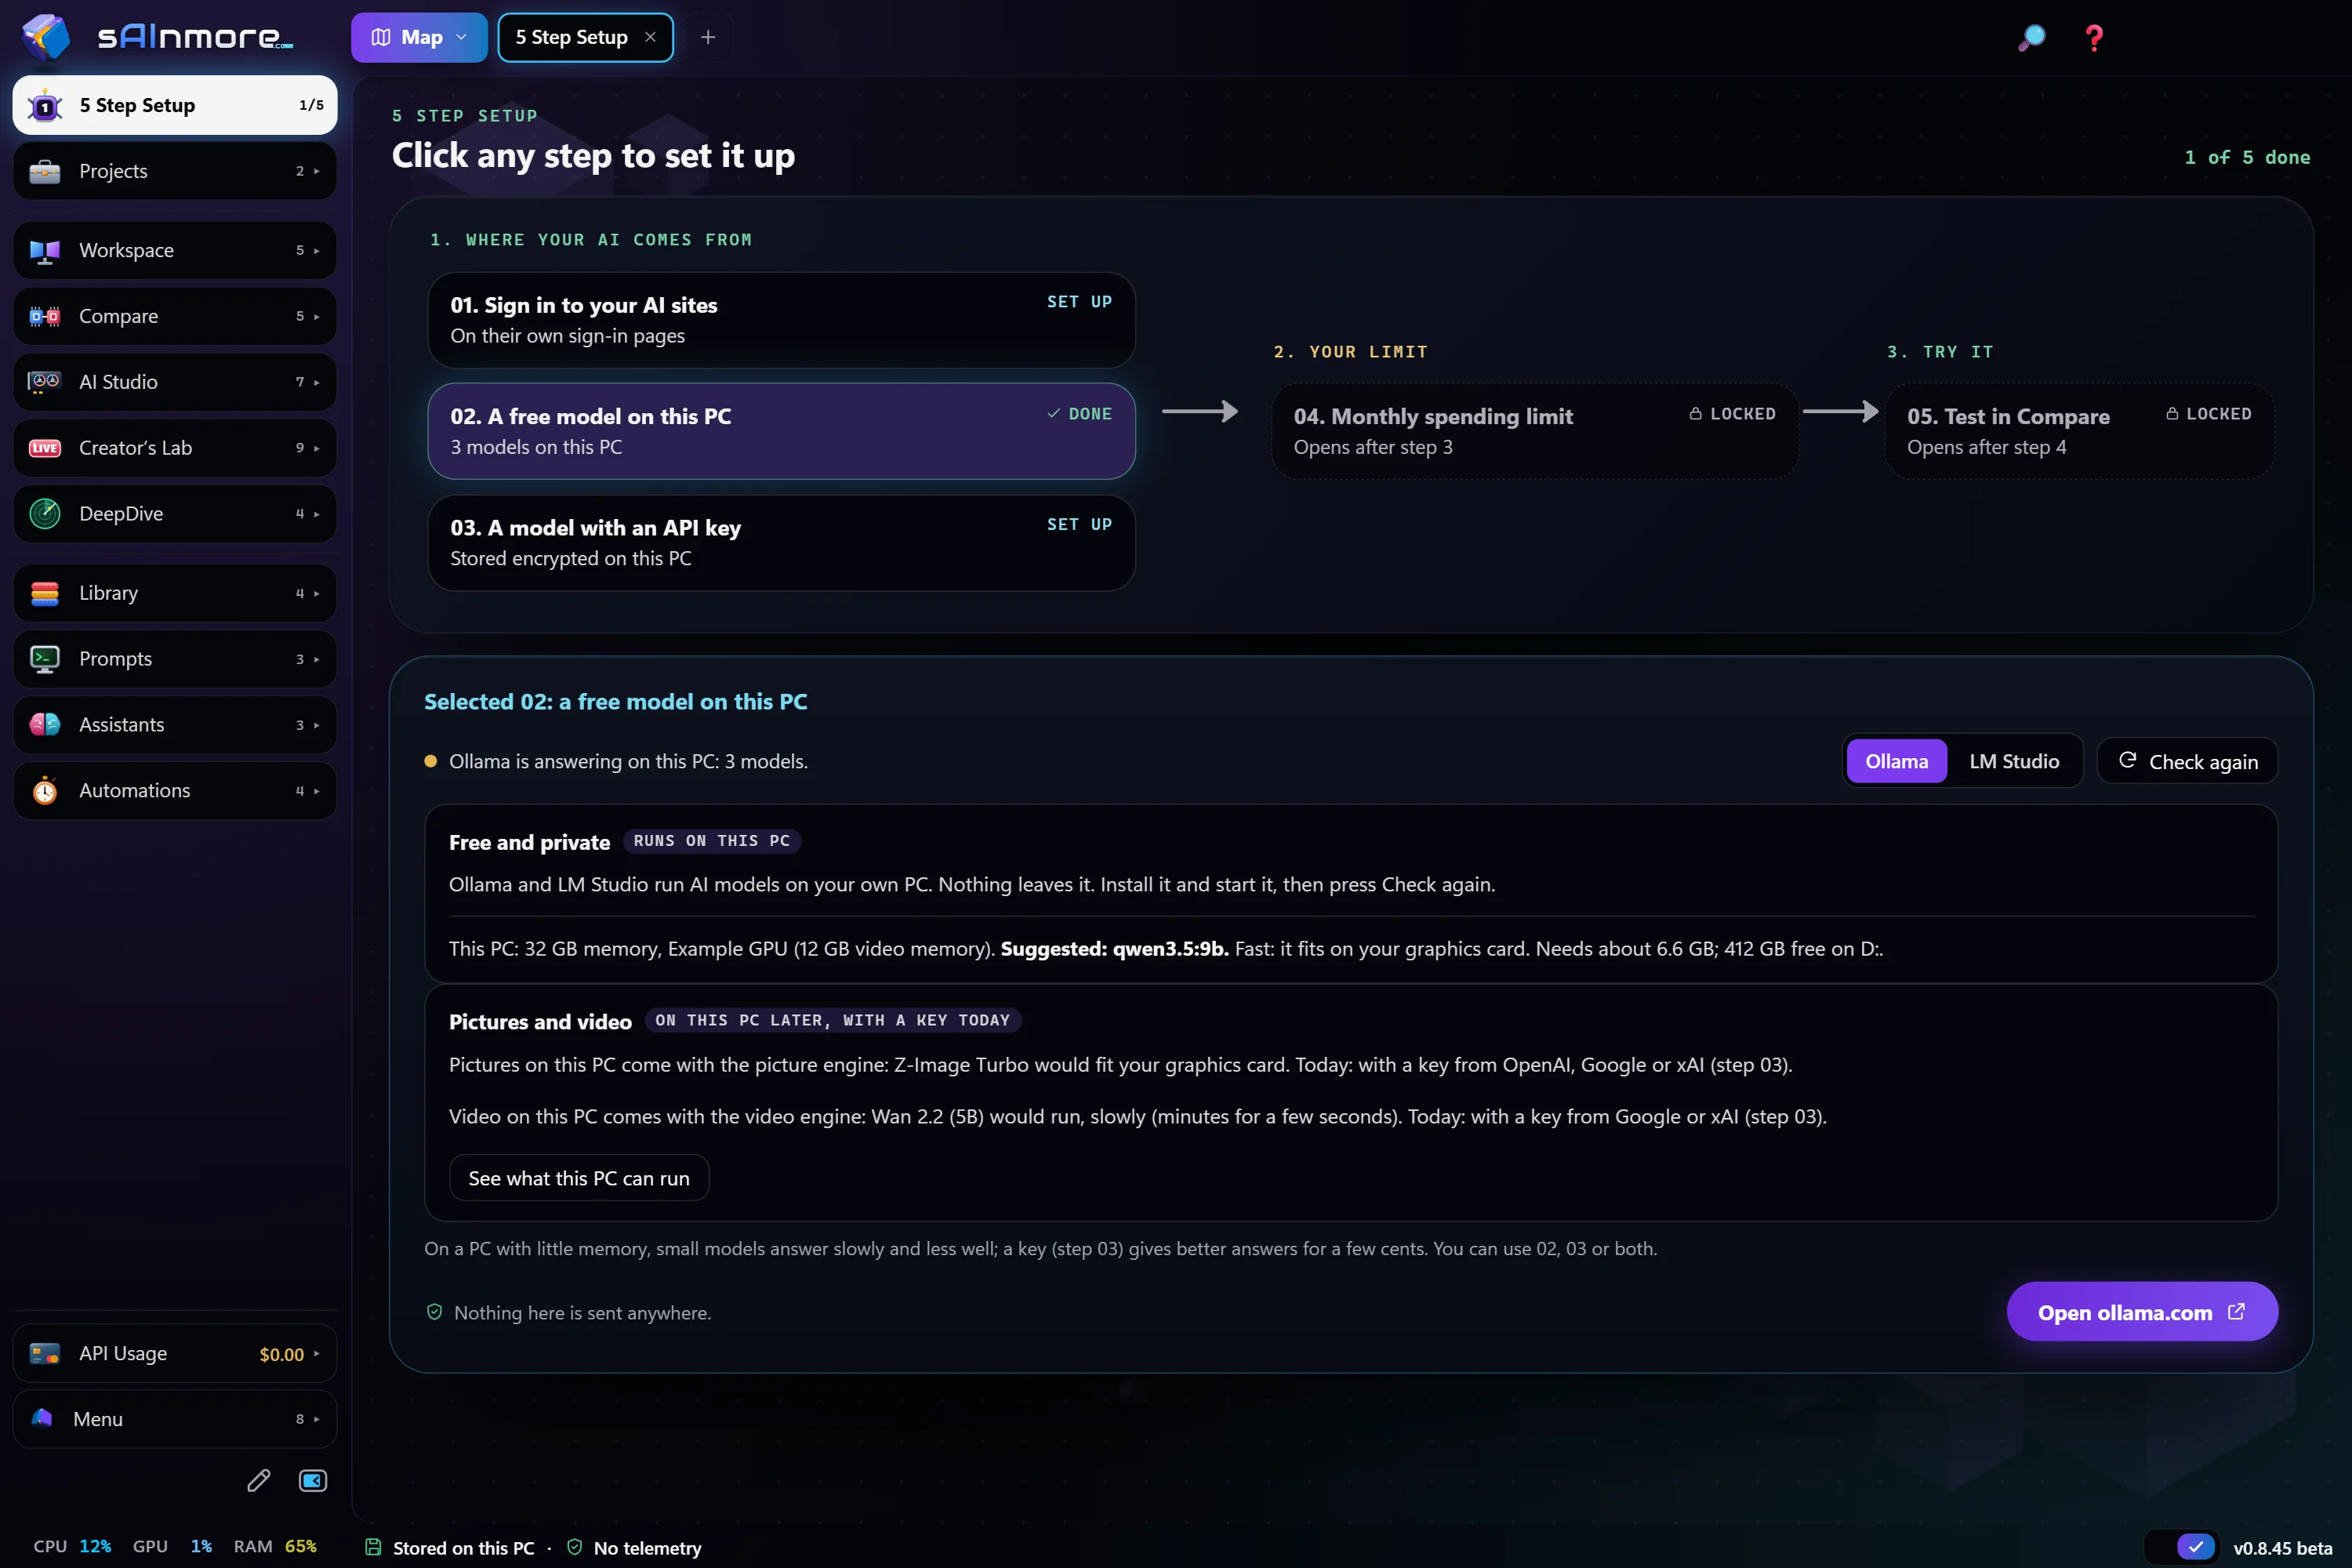 sAInmore.com
Map
5 Step Setup
5 Step Setup 1/5
Projects 2
Workspace 5
Compare 5
AI Studio 7
LIVE Creator's Lab 9
DeepDive 4
Library 4
Prompts 3
Assistants 3
Automations 4
API Usage $0.00
Menu 8
5 STEP SETUP
Click any step to set it up
1 of 5 done
1. WHERE YOUR AI COMES FROM
01. Sign in to your AI sites SET UP
On their own sign-in pages
02. A free model on this PC DONE
3 models on this PC
03. A model with an API key SET UP
Stored encrypted on this PC
2. YOUR LIMIT
04. Monthly spending limit LOCKED
Opens after step 3
3. TRY IT
05. Test in Compare LOCKED
Opens after step 4
Selected 02: a free model on this PC
Ollama is answering on this PC: 3 models.
Ollama LM Studio Check again
Free and private RUNS ON THIS PC
Ollama and LM Studio run AI models on your own PC. Nothing leaves it. Install it and start it, then press Check again.
This PC: 32 GB memory, Example GPU (12 GB video memory). Suggested: qwen3.5:9b. Fast: it fits on your graphics card. Needs about 6.6 GB; 412 GB free on D:.
Pictures and video ON THIS PC LATER, WITH A KEY TODAY
Pictures on this PC come with the picture engine: Z-Image Turbo would fit your graphics card. Today: with a key from OpenAI, Google or xAI (step 03).
Video on this PC comes with the video engine: Wan 2.2 (5B) would run, slowly (minutes for a few seconds). Today: with a key from Google or xAI (step 03).
See what this PC can run
On a PC with little memory, small models answer slowly and less well; a key (step 03) gives better answers for a few cents. You can use 02, 03 or both.
Nothing here is sent anywhere.
Open ollama.com
CPU 12% GPU 1% RAM 65%
Stored on this PC · No telemetry
v0.8.45 beta